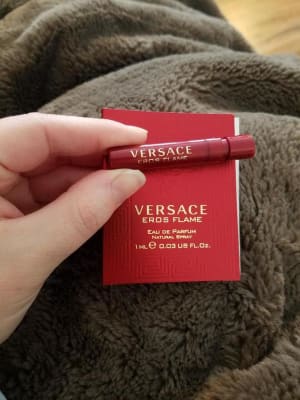 VERSACE
EROS FLAME
VERSACE
EROS FLAME
EAU DE PARFUM
NATURAL SPRAY
1 ML e 0.03 US FL.OZ.